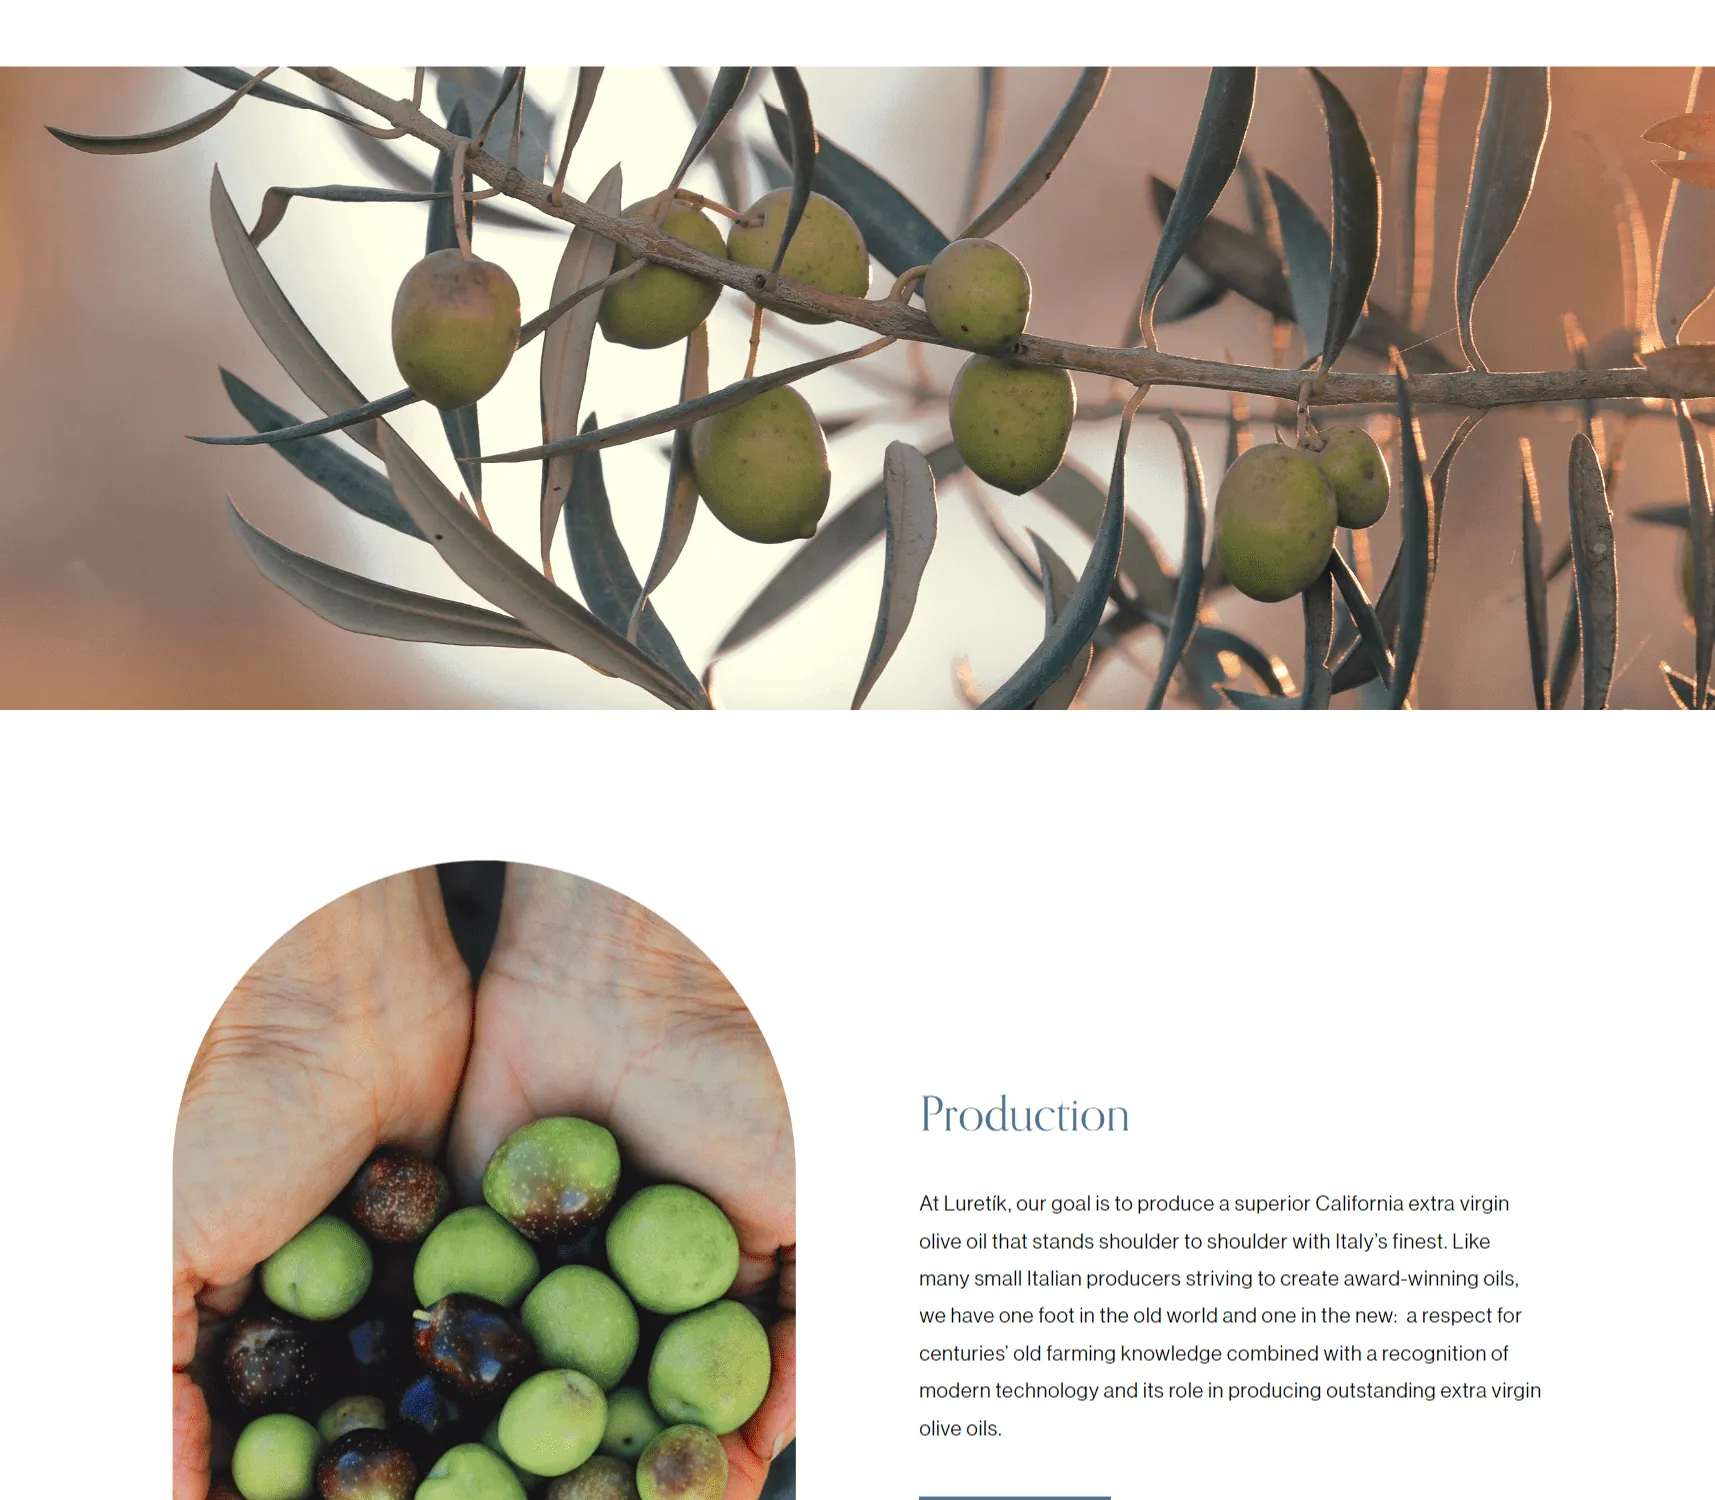 Production
At Luretík, our goal is to produce a superior California extra virgin
olive oil that stands shoulder to shoulder with Italy’s finest. Like
many small Italian producers striving to create award-winning oils,
we have one foot in the old world and one in the new:  a respect for
centuries’ old farming knowledge combined with a recognition of
modern technology and its role in producing outstanding extra virgin
olive oils.